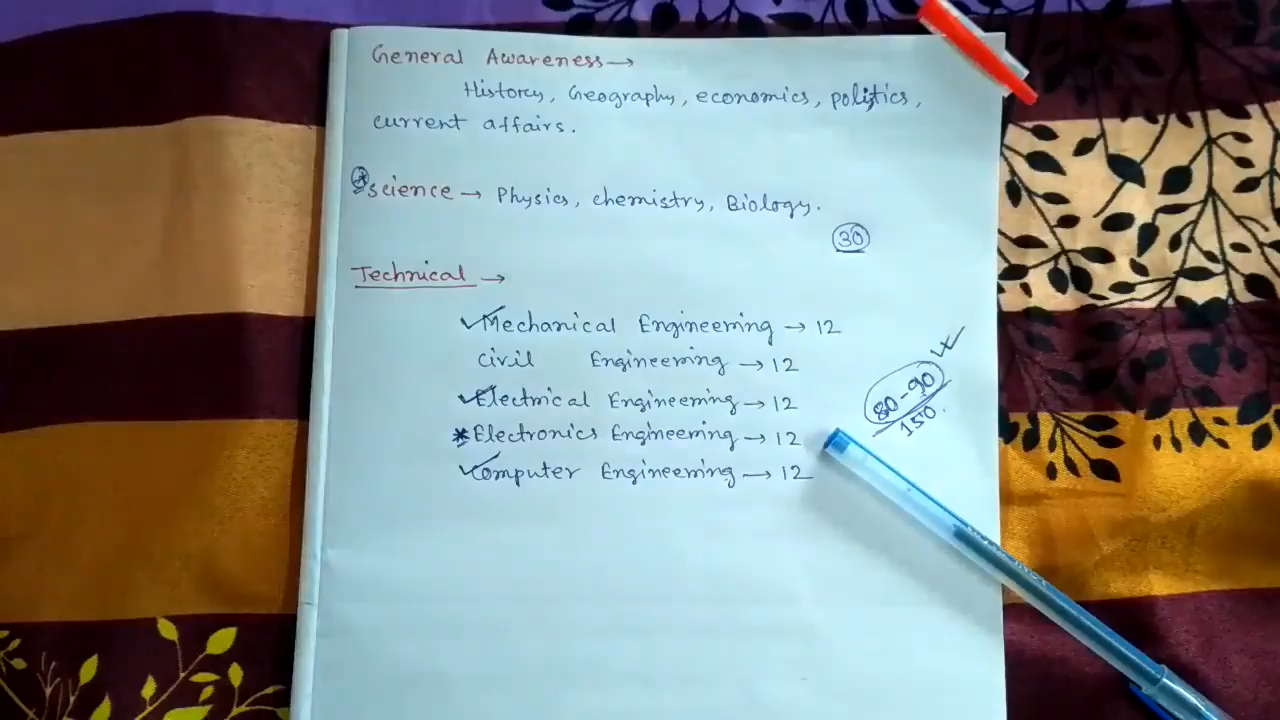 General Awareness →
History, Geography, economics, politics,
current affairs.
science → Physics, chemistry, Biology.
30
Technical →
Mechanical Engineering → 12
civil Engineering → 12
Electrical Engineering → 12
80-90
150
*Electronics Engineering → 12
Computer Engineering → 12